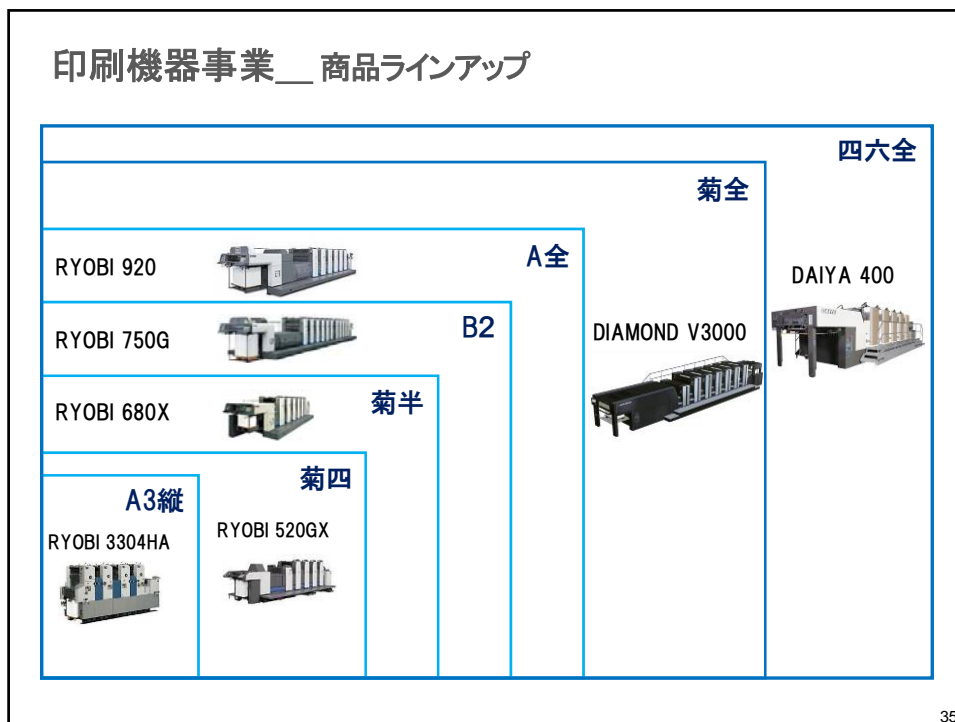 印刷機器事業__ 商品ラインアップ
四六全
菊全
A全
RYOBI 920
DAIYA 400
B2
RYOBI 750G
DIAMOND V3000
菊半
RYOBI 680X
菊四
A3縦
RYOBI 3304HA
RYOBI 520GX
35